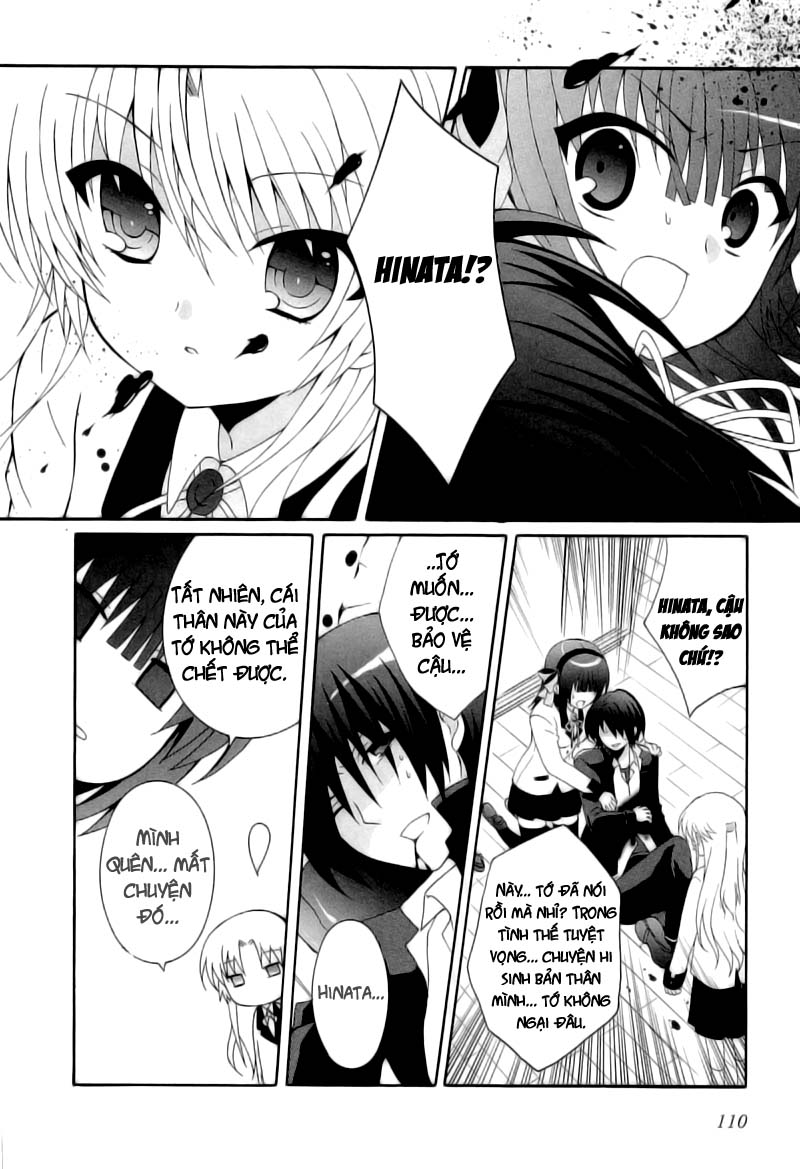 HINATA!?
HINATA, CẬU
KHÔNG SAO
CHỨ!?
NÀY... TỚ ĐÃ NÓI
RỒI MÀ NHỈ? TRONG
TÌNH THẾ TUYỆT
VỌNG... CHUYỆN HI
SINH BẢN THÂN
MÌNH... TỚ KHÔNG
NGẠI ĐÂU.
...TỚ
MUỐN...
ĐƯỢC...
BẢO VỆ
CẬU...
HINATA...
TẤT NHIÊN, CÁI
THÂN NÀY CỦA
TỚ KHÔNG THỂ
CHẾT ĐƯỢC.
MÌNH
QUÊN... MẤT
CHUYỆN
ĐÓ...
110